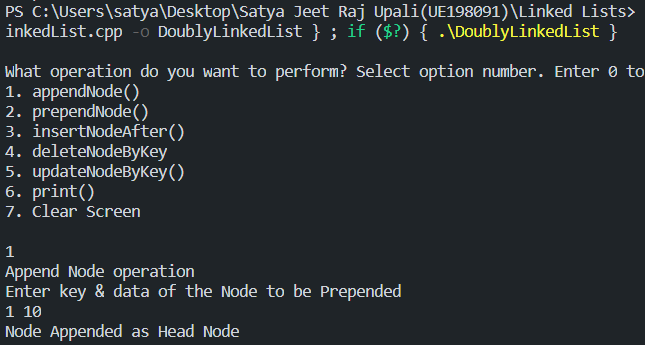 PS C:\Users\satya\Desktop\Satya Jeet Raj Upali(UE198091)\Linked Lists>
inkedList.cpp -o DoublyLinkedList } ; if ($?) { .\DoublyLinkedList }
What operation do you want to perform? Select option number. Enter 0 to
1. appendNode()
2. prependNode()
3. insertNodeAfter()
4. deleteNodeByKey
5. updateNodeByKey()
6. print()
7. Clear Screen
1
Append Node operation
Enter key & data of the Node to be Prepended
1 10
Node Appended as Head Node